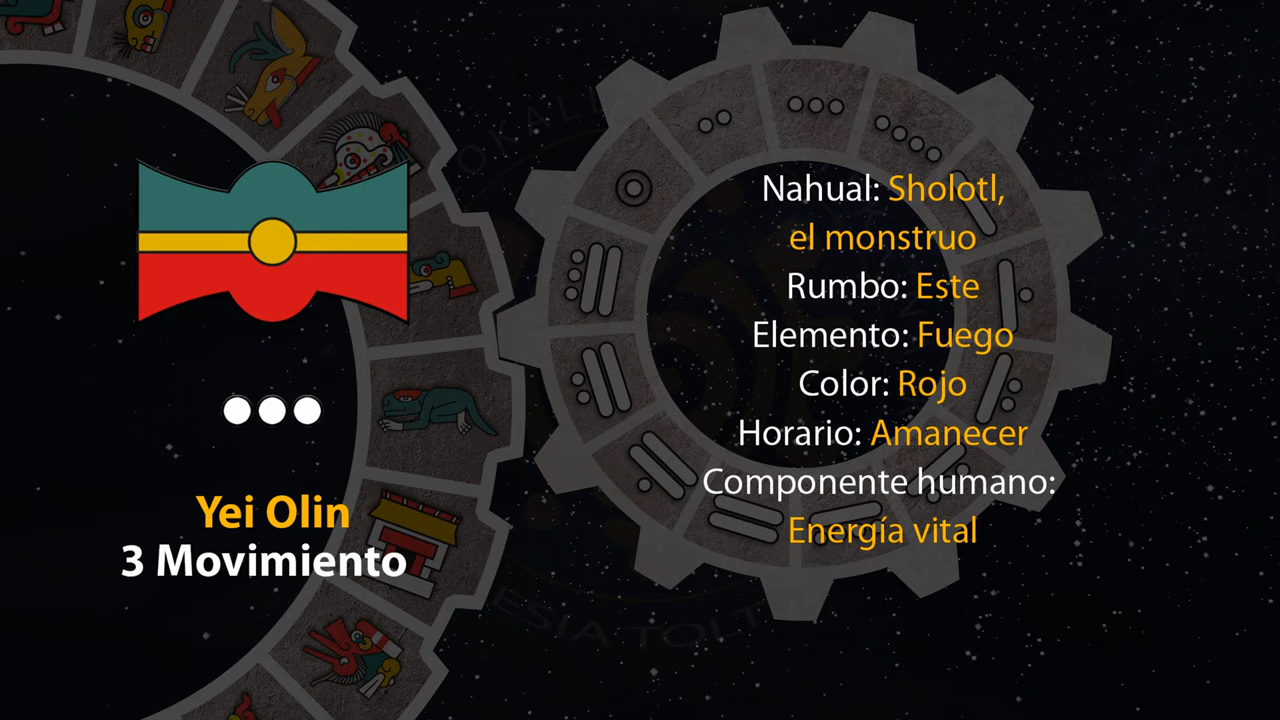 Yei Olin
3 Movimiento
Nahual: Sholotl,
el monstruo
Rumbo: Este
Elemento: Fuego
Color: Rojo
Horario: Amanecer
Componente humano:
Energía vital